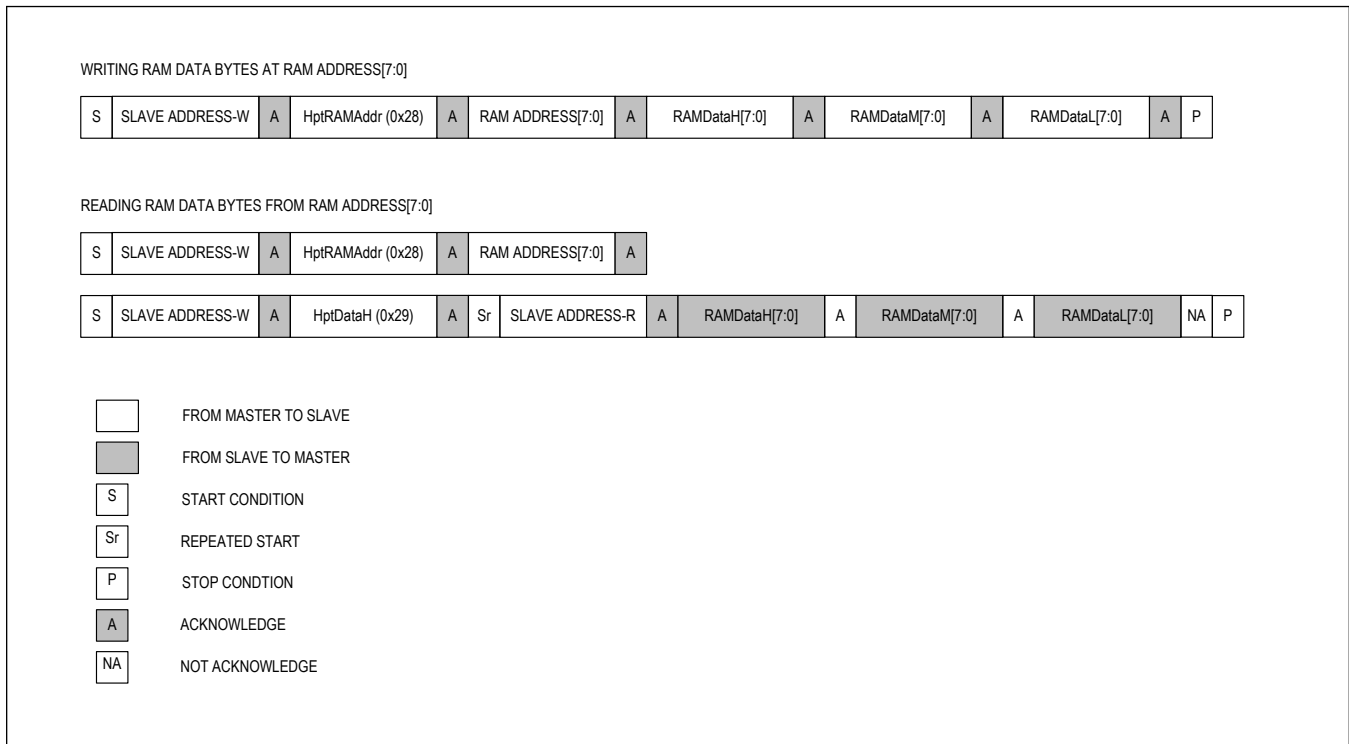 WRITING RAM DATA BYTES AT RAM ADDRESS[7:0]
S SLAVE ADDRESS-W A HptRAMAddr (0x28) A RAM ADDRESS[7:0] A RAMDataH[7:0] A RAMDataM[7:0] A RAMDataL[7:0] A P
READING RAM DATA BYTES FROM RAM ADDRESS[7:0]
S SLAVE ADDRESS-W A HptRAMAddr (0x28) A RAM ADDRESS[7:0] A
S SLAVE ADDRESS-W A HptDataH (0x29) A Sr SLAVE ADDRESS-R A RAMDataH[7:0] A RAMDataM[7:0] A RAMDataL[7:0] NA P
FROM MASTER TO SLAVE
FROM SLAVE TO MASTER
S START CONDITION
Sr REPEATED START
P STOP CONDTION
A ACKNOWLEDGE
NA NOT ACKNOWLEDGE